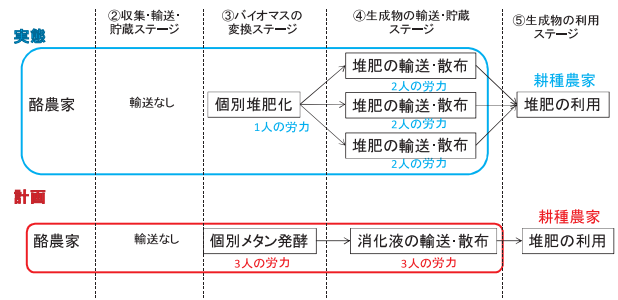 ②収集・輸送・
貯蔵ステージ
③バイオマスの
変換ステージ
④生成物の輸送・貯蔵
ステージ
⑤生成物の利用
ステージ
実態
酪農家
輸送なし
個別堆肥化
1人の労力
堆肥の輸送・散布
2人の労力
堆肥の輸送・散布
2人の労力
堆肥の輸送・散布
2人の労力
耕種農家
堆肥の利用
計画
酪農家
輸送なし
個別メタン発酵
3人の労力
消化液の輸送・散布
3人の労力
耕種農家
堆肥の利用